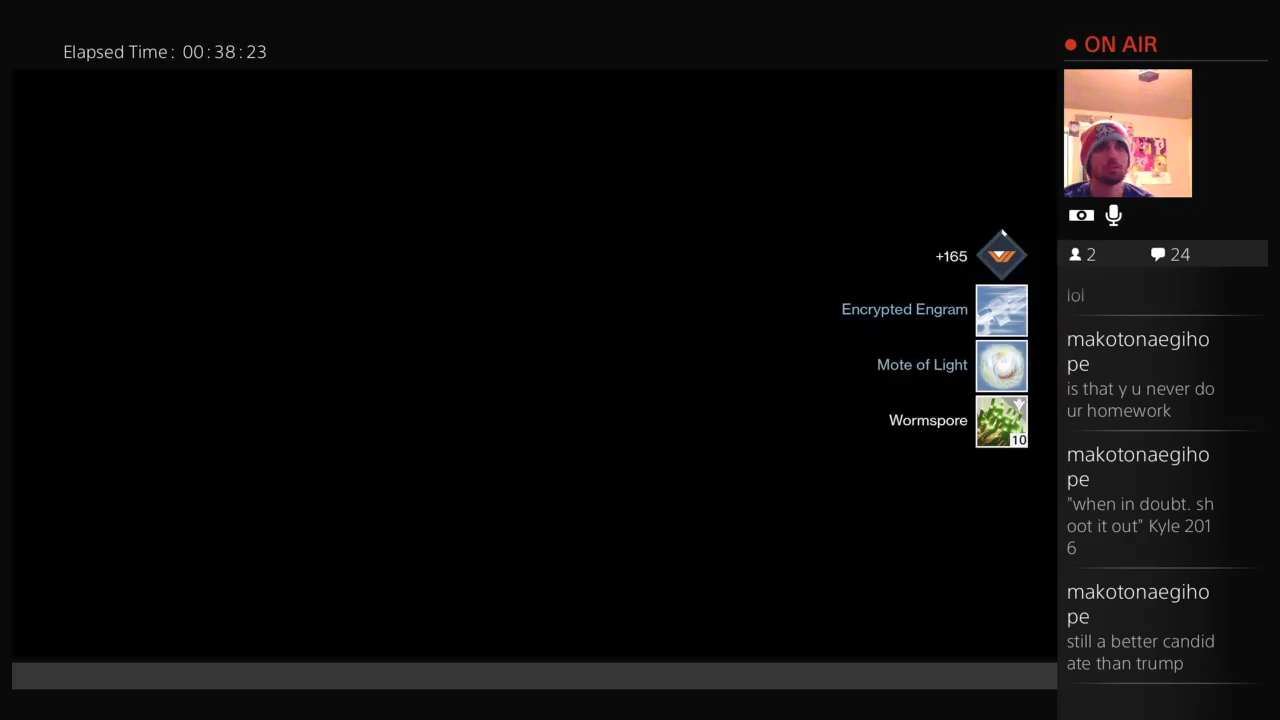 Elapsed Time: 00:38:23
ON AIR
2
24
+165
Encrypted Engram
Mote of Light
Wormspore
10
lol
makotonaegiho
pe
is that y u never do
ur homework
makotonaegiho
pe
"when in doubt. sh
oot it out" Kyle 201
6
makotonaegiho
pe
still a better candid
ate than trump